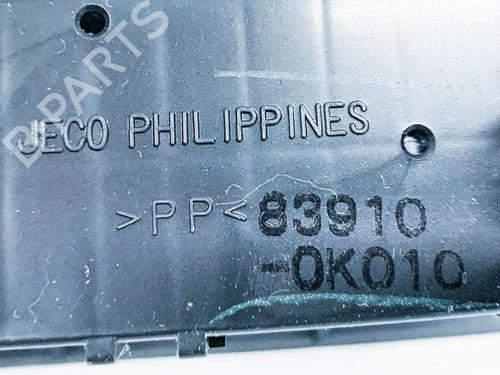 B-PARTS
JECO PHILIPPINES
>PP< 83910
-0K010